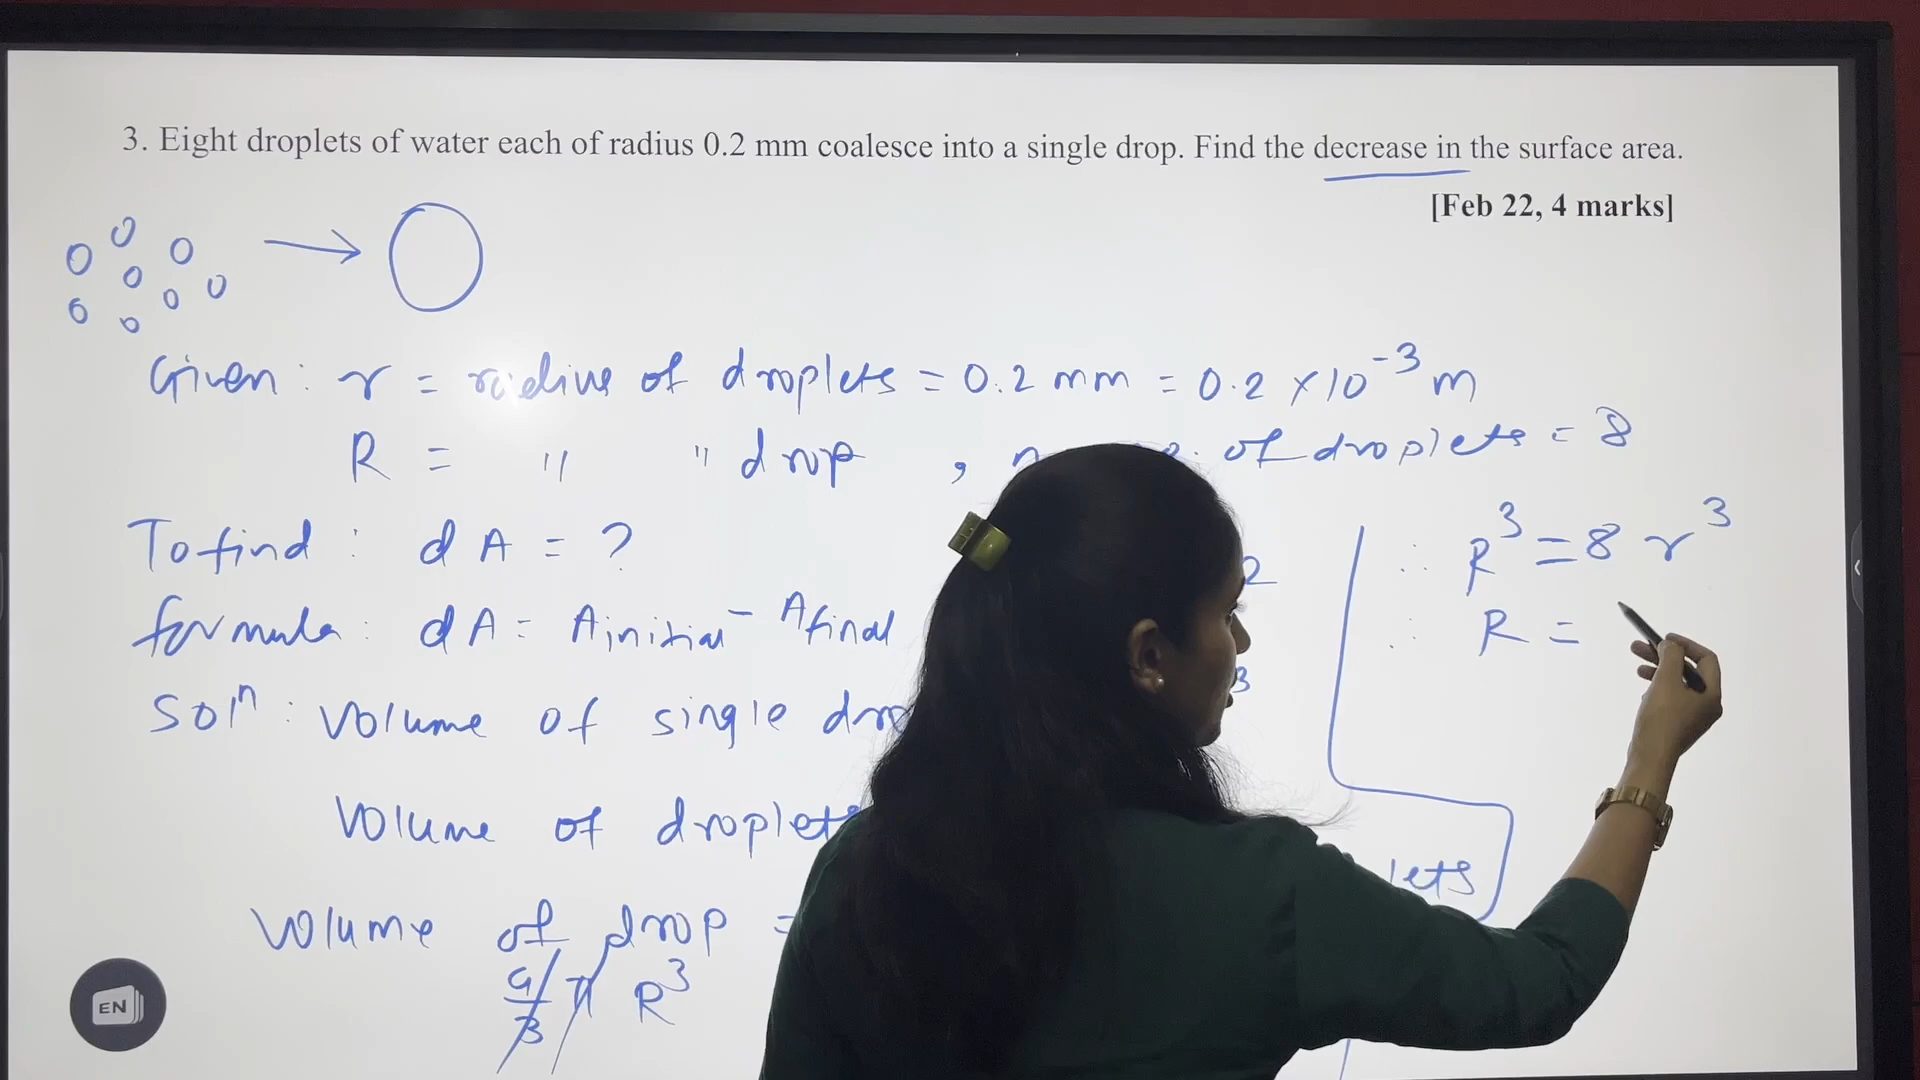 3. Eight droplets of water each of radius 0.2 mm coalesce into a single drop. Find the decrease in the surface area.
[Feb 22, 4 marks]
Given : r = radius of droplets = 0.2 mm = 0.2 × 10⁻³ m
R = " " drop , of droplets = 8
To find : dA = ?
formula : dA = Ainitial - Afinal
Solⁿ : Volume of single
Volume of droplets
Volume of drop =
4/3 π R³
2
3
lets
∴ R³ = 8 r³
∴ R =
EN